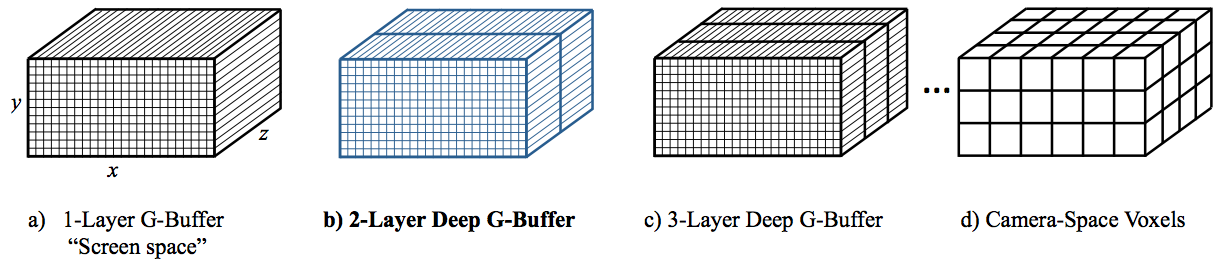 y
z
x
...
a) 1-Layer G-Buffer
“Screen space”
b) 2-Layer Deep G-Buffer
c) 3-Layer Deep G-Buffer
d) Camera-Space Voxels